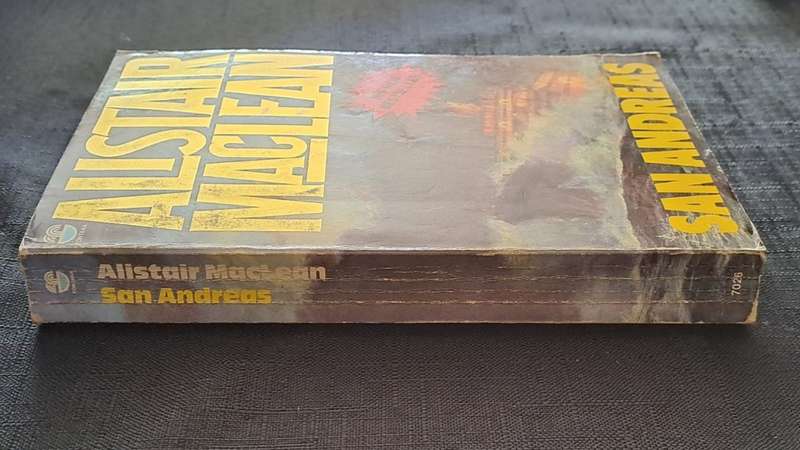 ALISTAIR
MACLEAN
SAN ANDREAS
Alistair MacLean
San Andreas
7026